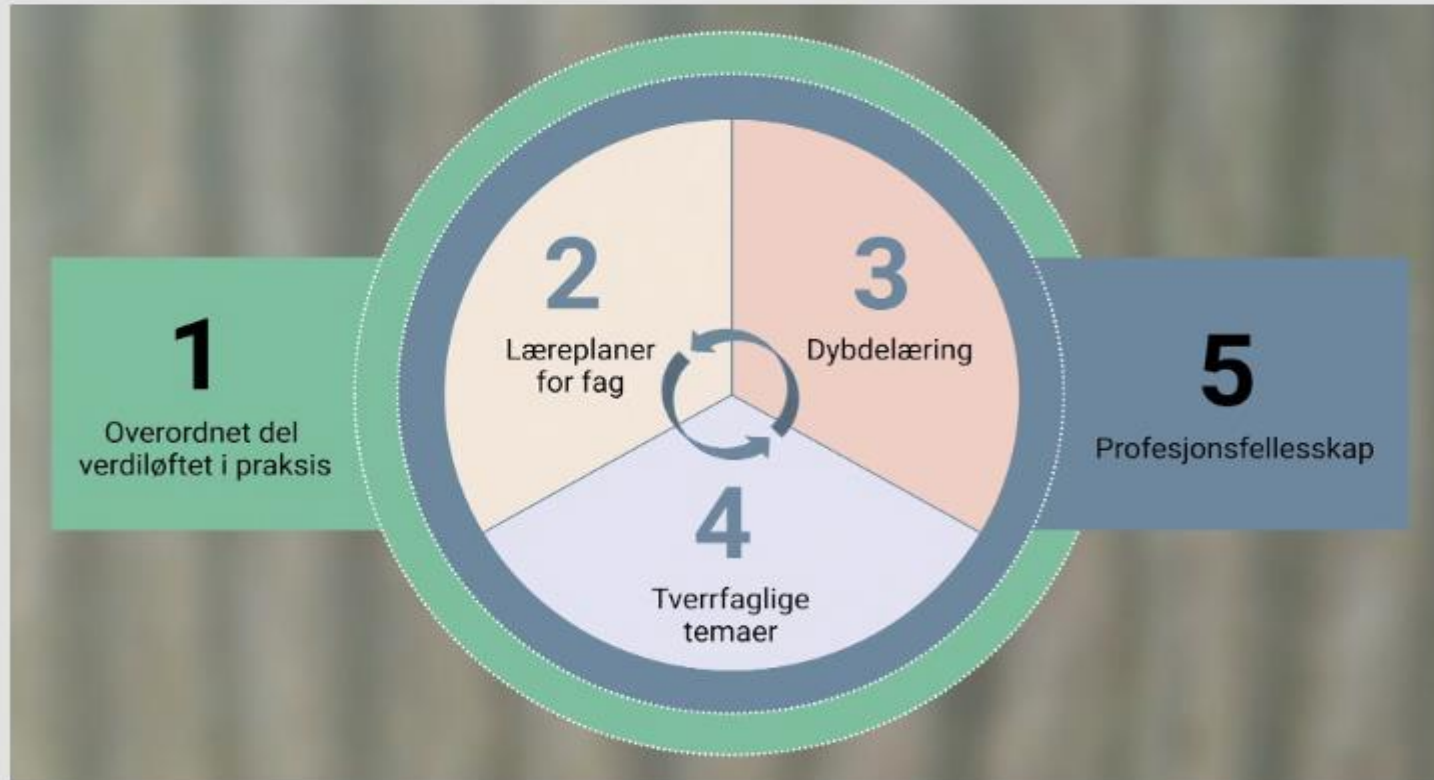 1
Overordnet del
verdiløftet i praksis
2
Læreplaner
for fag
3
Dybdelæring
4
Tverrfaglige
temaer
5
Profesjonsfellesskap